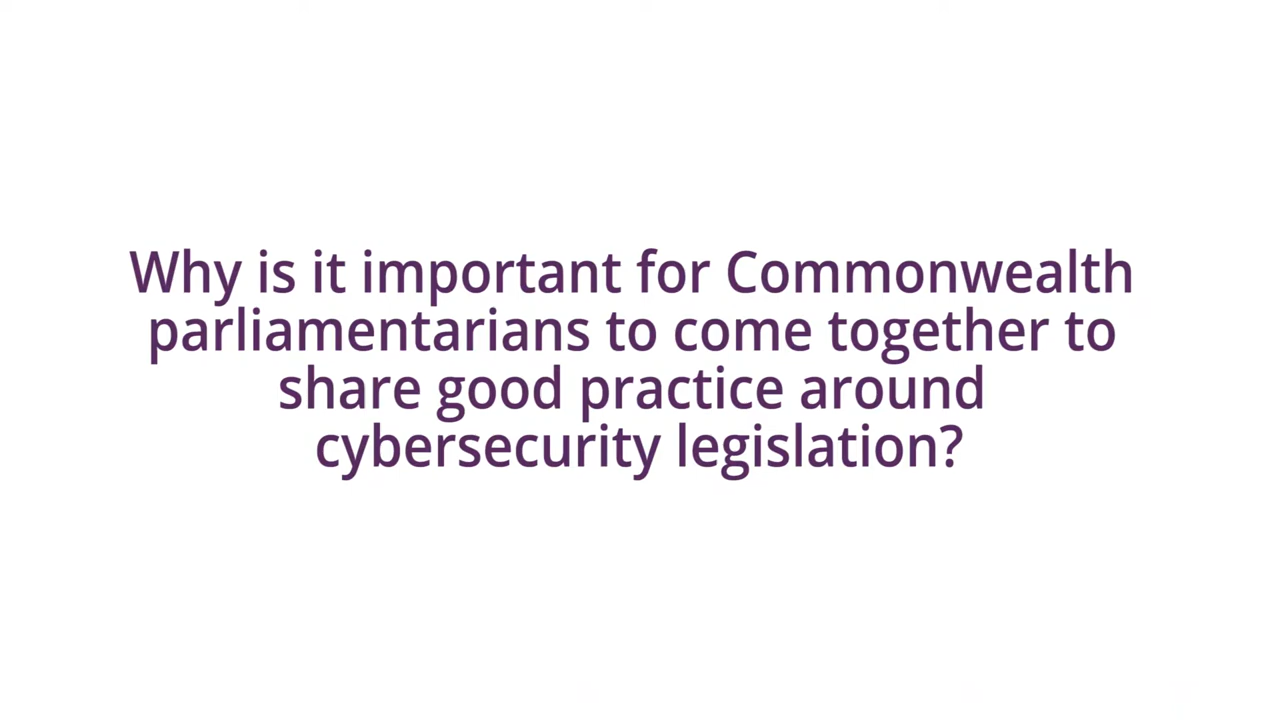 Why is it important for Commonwealth
parliamentarians to come together to
share good practice around
cybersecurity legislation?